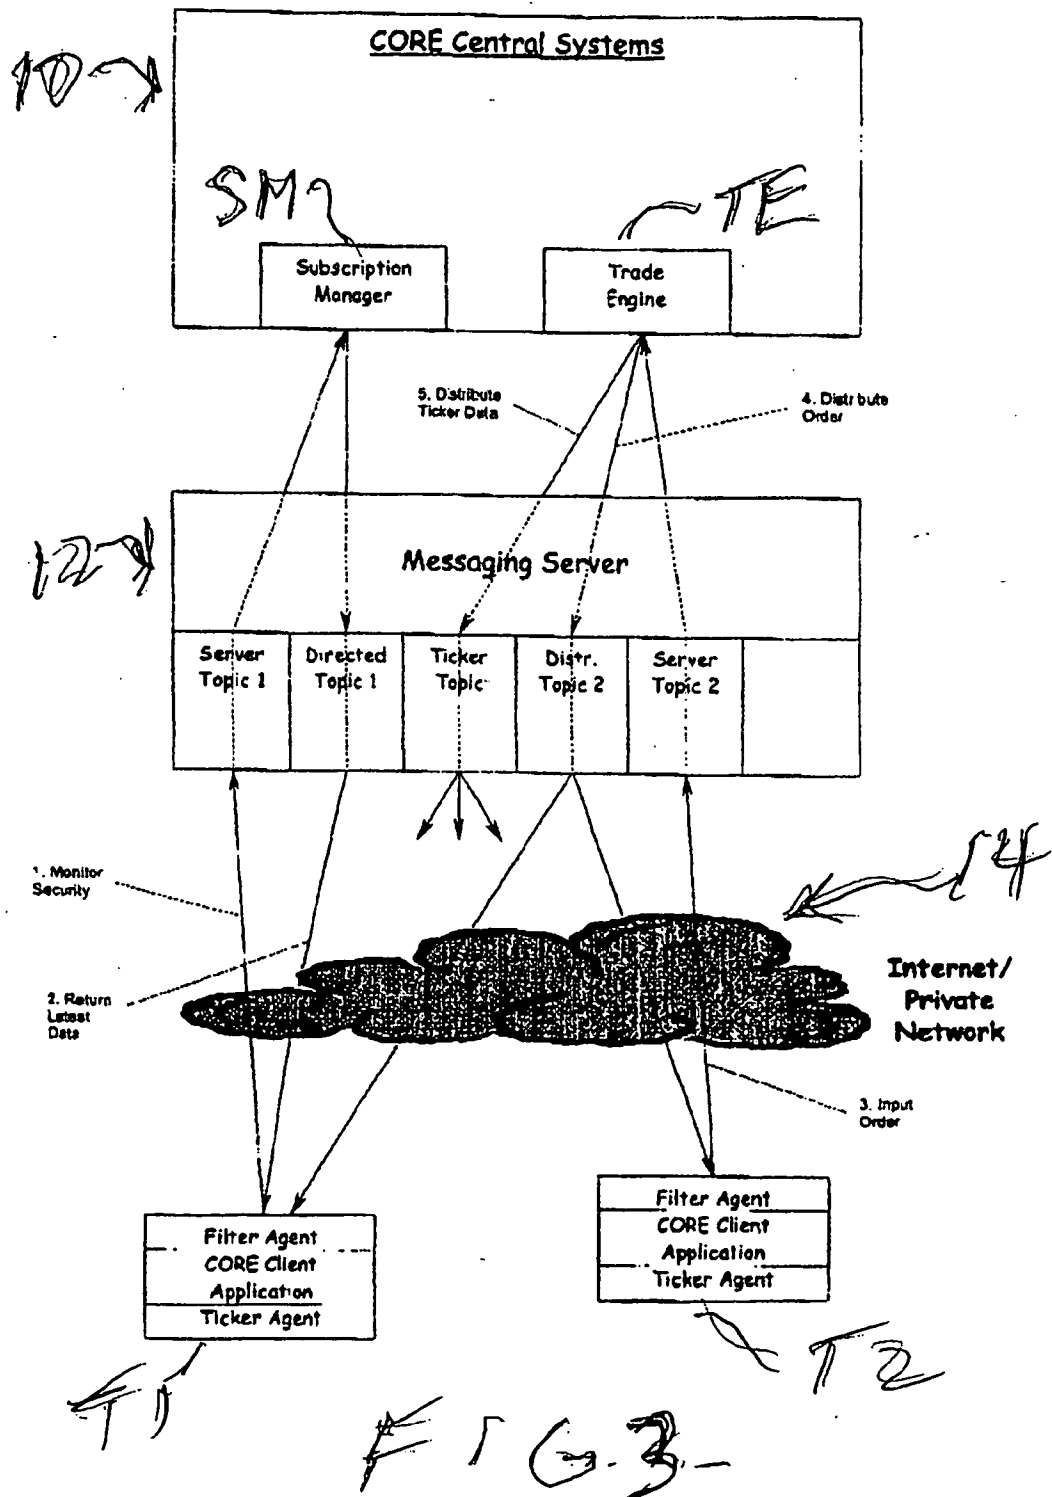 CORE Central Systems
10
SM
TE
Subscription
Manager
Trade
Engine
5. Distribute
Ticker Data
4. Distribute
Order
12
Messaging Server
Server
Topic 1
Directed
Topic 1
Ticker
Topic
Distr.
Topic 2
Server
Topic 2
1. Monitor
Security
14
Internet/
Private
Network
2. Return
Latest
Data
3. Input
Order
Filter Agent
CORE Client
Application
Ticker Agent
Filter Agent
CORE Client
Application
Ticker Agent
T1
T2
FIG. 3